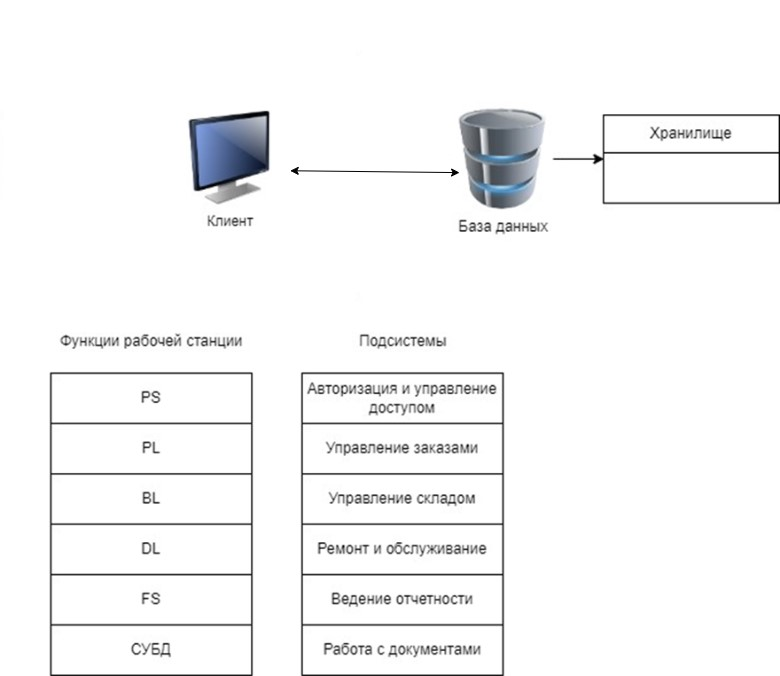 Хранилище
Клиент
База данных
Функции рабочей станции
Подсистемы
PS
Авторизация и управление
доступом
PL
Управление заказами
BL
Управление складом
DL
Ремонт и обслуживание
FS
Ведение отчетности
СУБД
Работа с документами